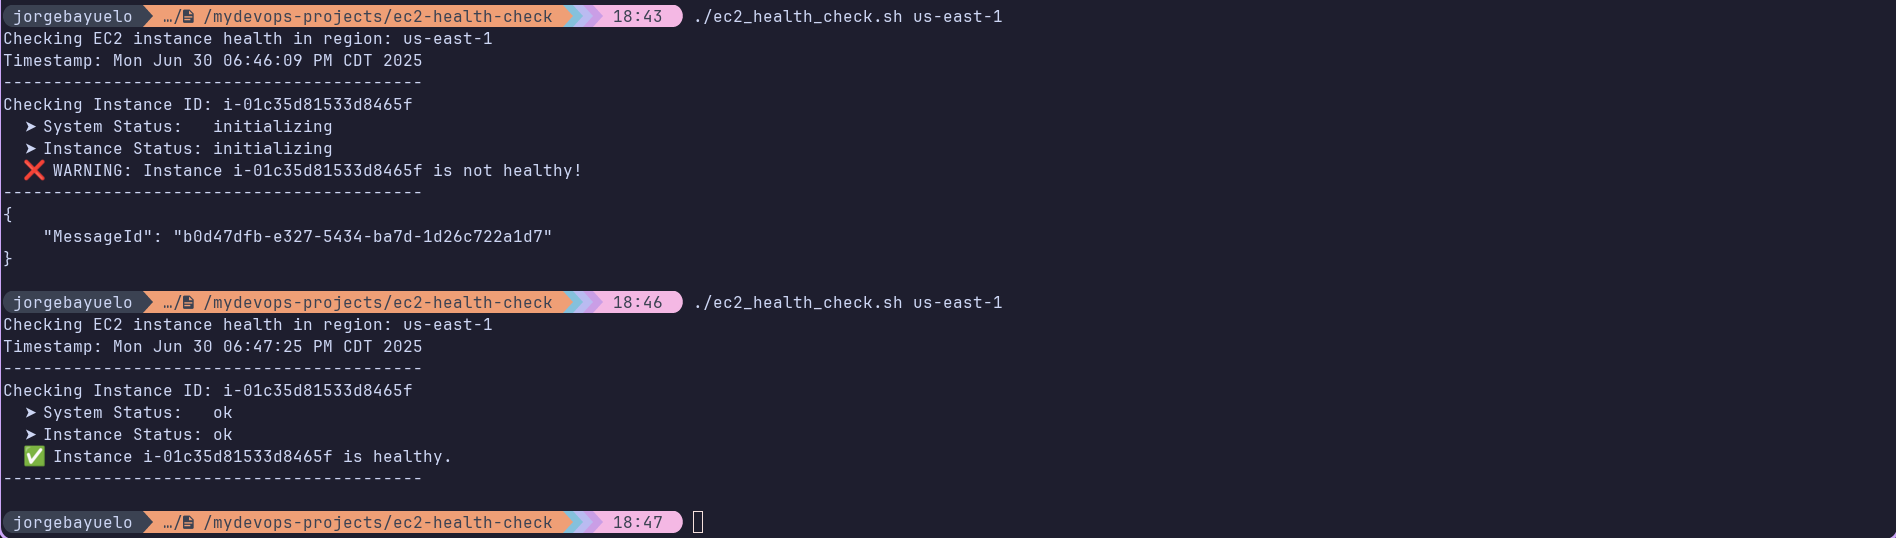 jorgebayuelo …/ /mydevops-projects/ec2-health-check 18:43 ./ec2_health_check.sh us-east-1
Checking EC2 instance health in region: us-east-1
Timestamp: Mon Jun 30 06:46:09 PM CDT 2025
------------------------------------------
Checking Instance ID: i-01c35d81533d8465f
  ➤ System Status:   initializing
  ➤ Instance Status: initializing
  ❌ WARNING: Instance i-01c35d81533d8465f is not healthy!
------------------------------------------
{
    "MessageId": "b0d47dfb-e327-5434-ba7d-1d26c722a1d7"
}
jorgebayuelo …/ /mydevops-projects/ec2-health-check 18:46 ./ec2_health_check.sh us-east-1
Checking EC2 instance health in region: us-east-1
Timestamp: Mon Jun 30 06:47:25 PM CDT 2025
------------------------------------------
Checking Instance ID: i-01c35d81533d8465f
  ➤ System Status:   ok
  ➤ Instance Status: ok
  ✅ Instance i-01c35d81533d8465f is healthy.
------------------------------------------
jorgebayuelo …/ /mydevops-projects/ec2-health-check 18:47